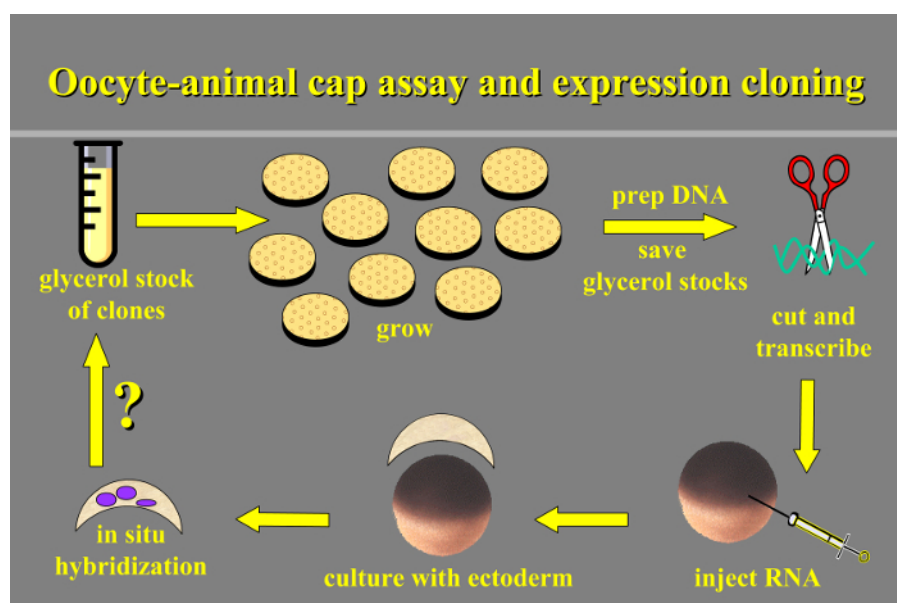 Oocyte-animal cap assay and expression cloning
glycerol stock
of clones
grow
prep DNA
save
glycerol stocks
cut and
transcribe
?
in situ
hybridization
culture with ectoderm
inject RNA